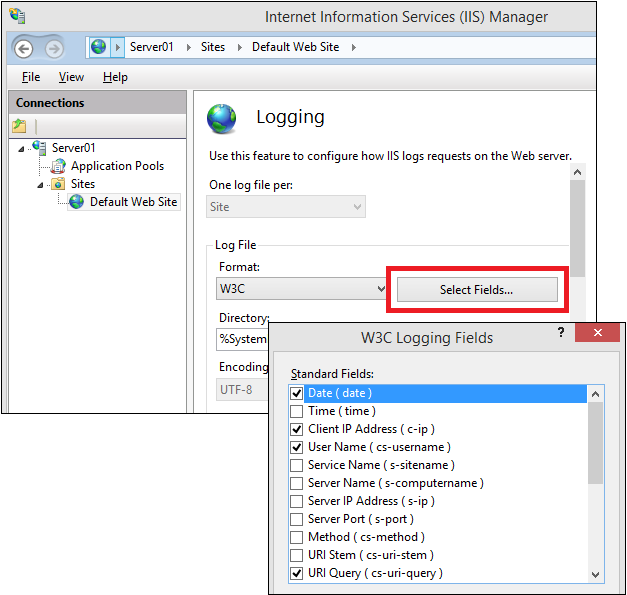 Internet Information Services (IIS) Manager
Server01 Sites Default Web Site
File View Help
Connections
Server01
Application Pools
Sites
Default Web Site
Logging
Use this feature to configure how IIS logs requests on the Web server.
One log file per:
Site
Log File
Format:
W3C
Select Fields...
Directory:
%System
Encoding
UTF-8
W3C Logging Fields
?
Standard Fields:
Date ( date )
Time ( time )
Client IP Address ( c-ip )
User Name ( cs-username )
Service Name ( s-sitename )
Server Name ( s-computername )
Server IP Address ( s-ip )
Server Port ( s-port )
Method ( cs-method )
URI Stem ( cs-uri-stem )
URI Query ( cs-uri-query )